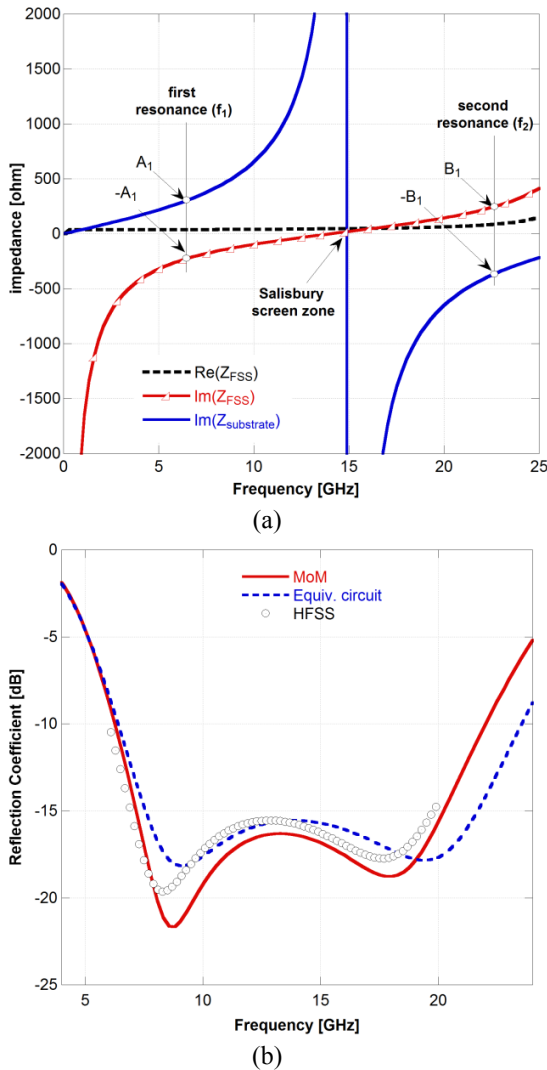 2000
1500
1000
500
0
-500
-1000
-1500
-2000
impedance [ohm]
first
resonance (f1)
second
resonance (f2)
A1
-A1
B1
-B1
Salisbury
screen zone
Re(ZFSS)
Im(ZFSS)
Im(Zsubstrate)
0 5 10 15 20 25
Frequency [GHz]
(a)
0
-5
-10
-15
-20
-25
Reflection Coefficient [dB]
MoM
Equiv. circuit
HFSS
5 10 15 20
Frequency [GHz]
(b)